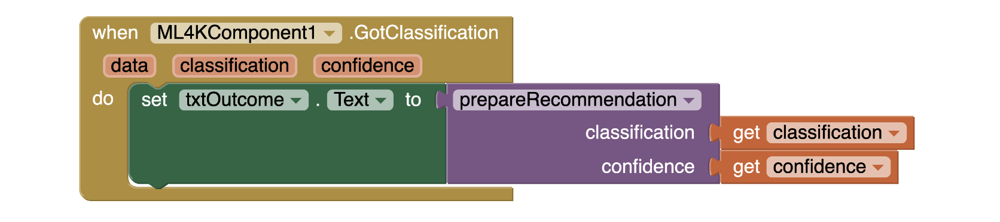 when ML4KComponent1 .GotClassification
data classification confidence
do set txtOutcome . Text to prepareRecommendation
classification get classification
confidence get confidence